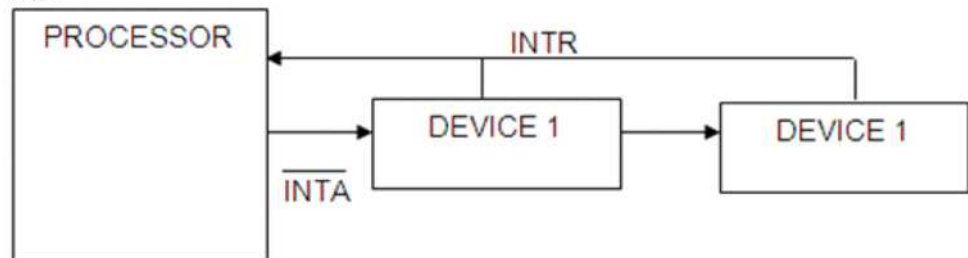 PROCESSOR
INTR
DEVICE 1
DEVICE 1
INTA